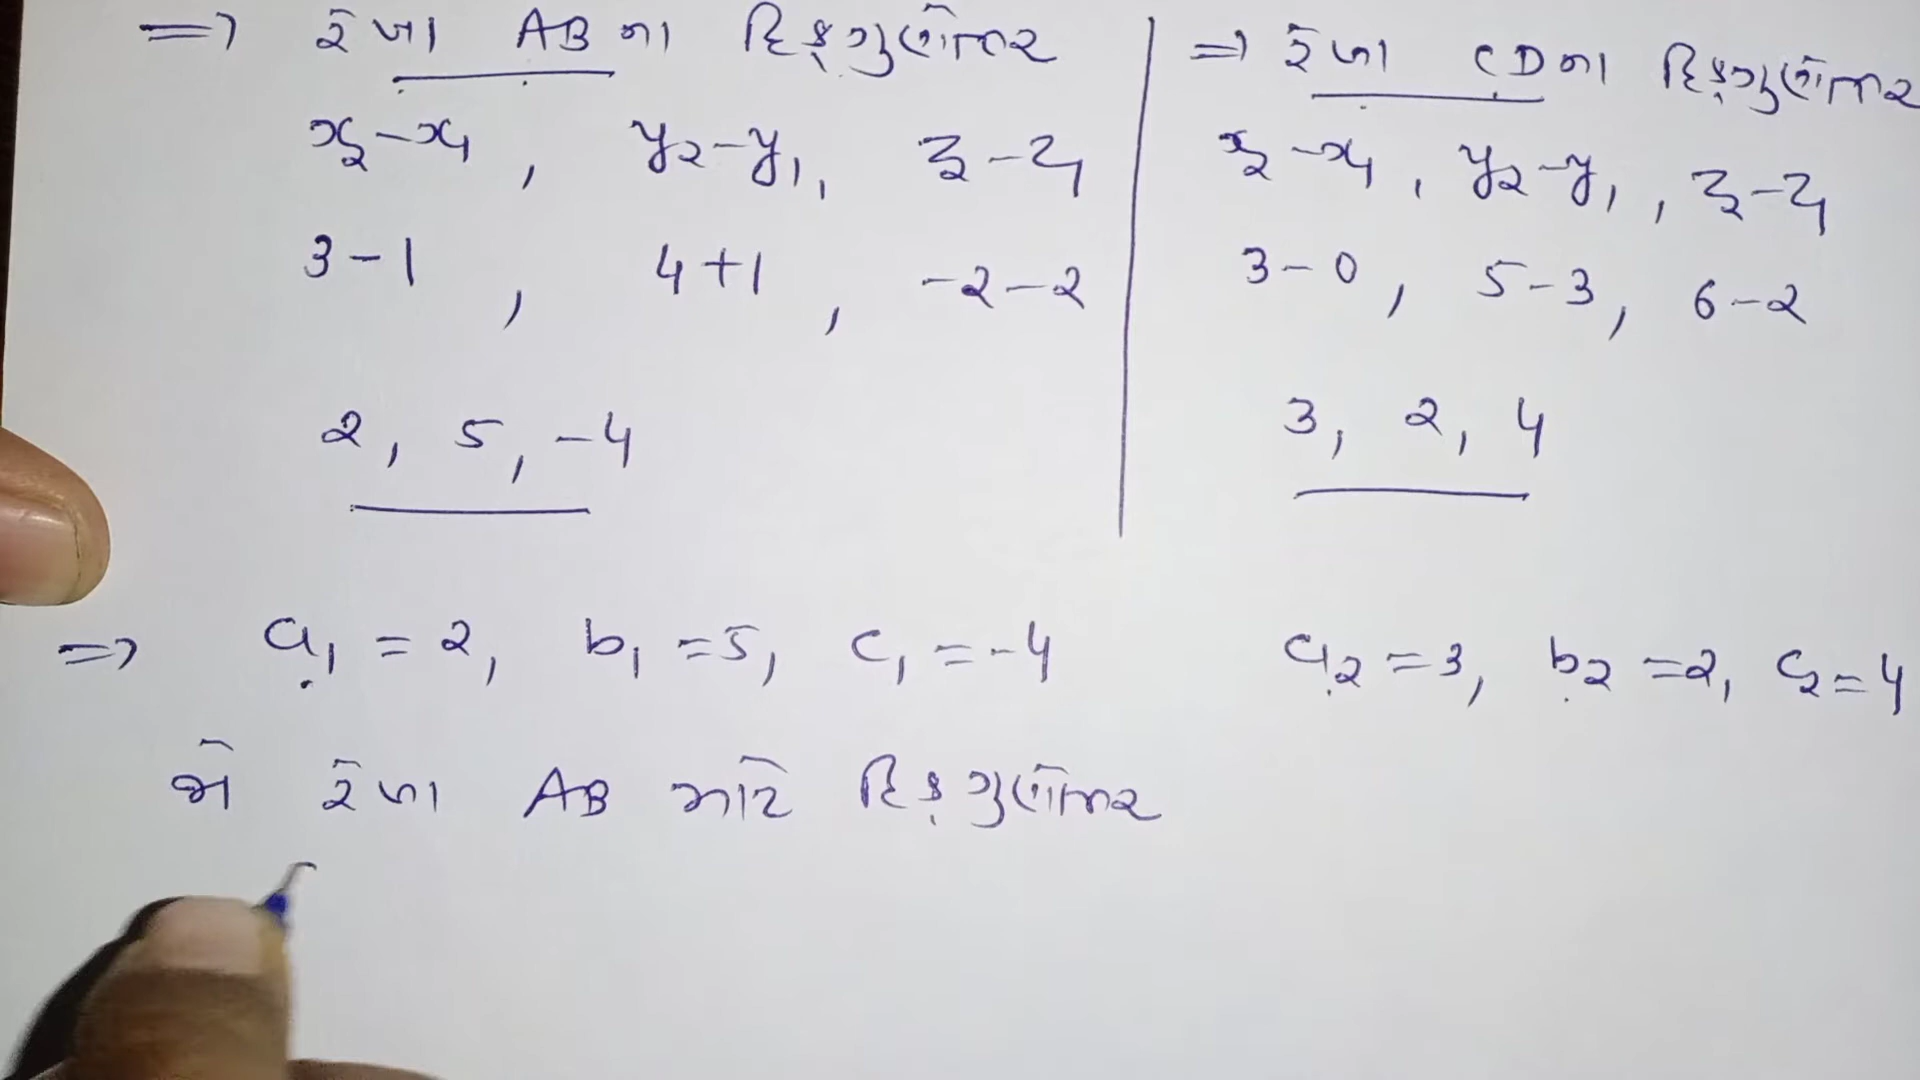 => રેખા AB ના દિક્ગુણોત્તર
x₂-x₁, y₂-y₁, z₂-z₁
3-1, 4+1, -2-2
2, 5, -4
=> રેખા CD ના દિક્ગુણોત્તર
x₂-x₁, y₂-y₁, z₂-z₁
3-0, 5-3, 6-2
3, 2, 4
=> a₁=2, b₁=5, c₁=-4 a₂=3, b₂=2, c₂=4
જો રેખા AB માટે દિક્ગુણોત્તર